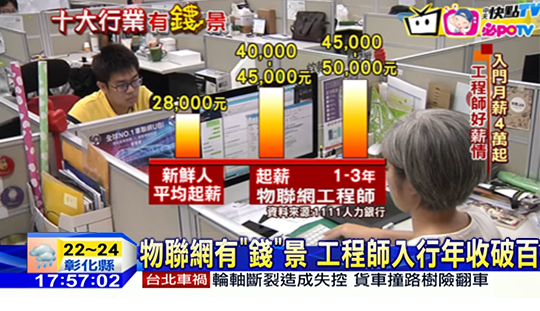 十大行業有錢景
快點TV
必POTV
入門月薪4萬起
工程師好薪情
28,000元
40,000
45,000元
45,000
50,000元
新鮮人
平均起薪
起薪 1-3年
物聯網工程師
資料來源:1111人力銀行
22~24
彰化縣
17:57:02
物聯網有"錢"景 工程師入行年收破百
台北車禍 輪軸斷裂造成失控 貨車撞路樹險翻車